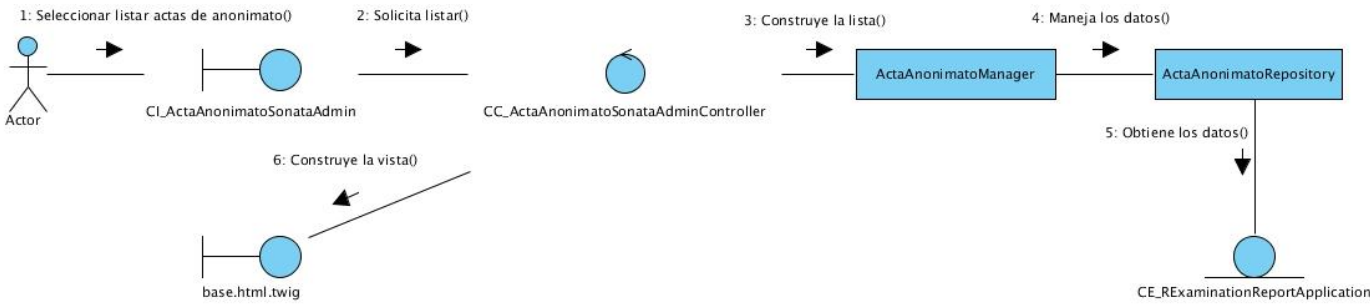 1: Seleccionar listar actas de anonimato()
2: Solicita listar()
3: Construye la lista()
4: Maneja los datos()
Actor
CI_ActaAnonimatoSonataAdmin
CC_ActaAnonimatoSonataAdminController
ActaAnonimatoManager
ActaAnonimatoRepository
5: Obtiene los datos()
6: Construye la vista()
base.html.twig
CE_RExaminationReportApplication